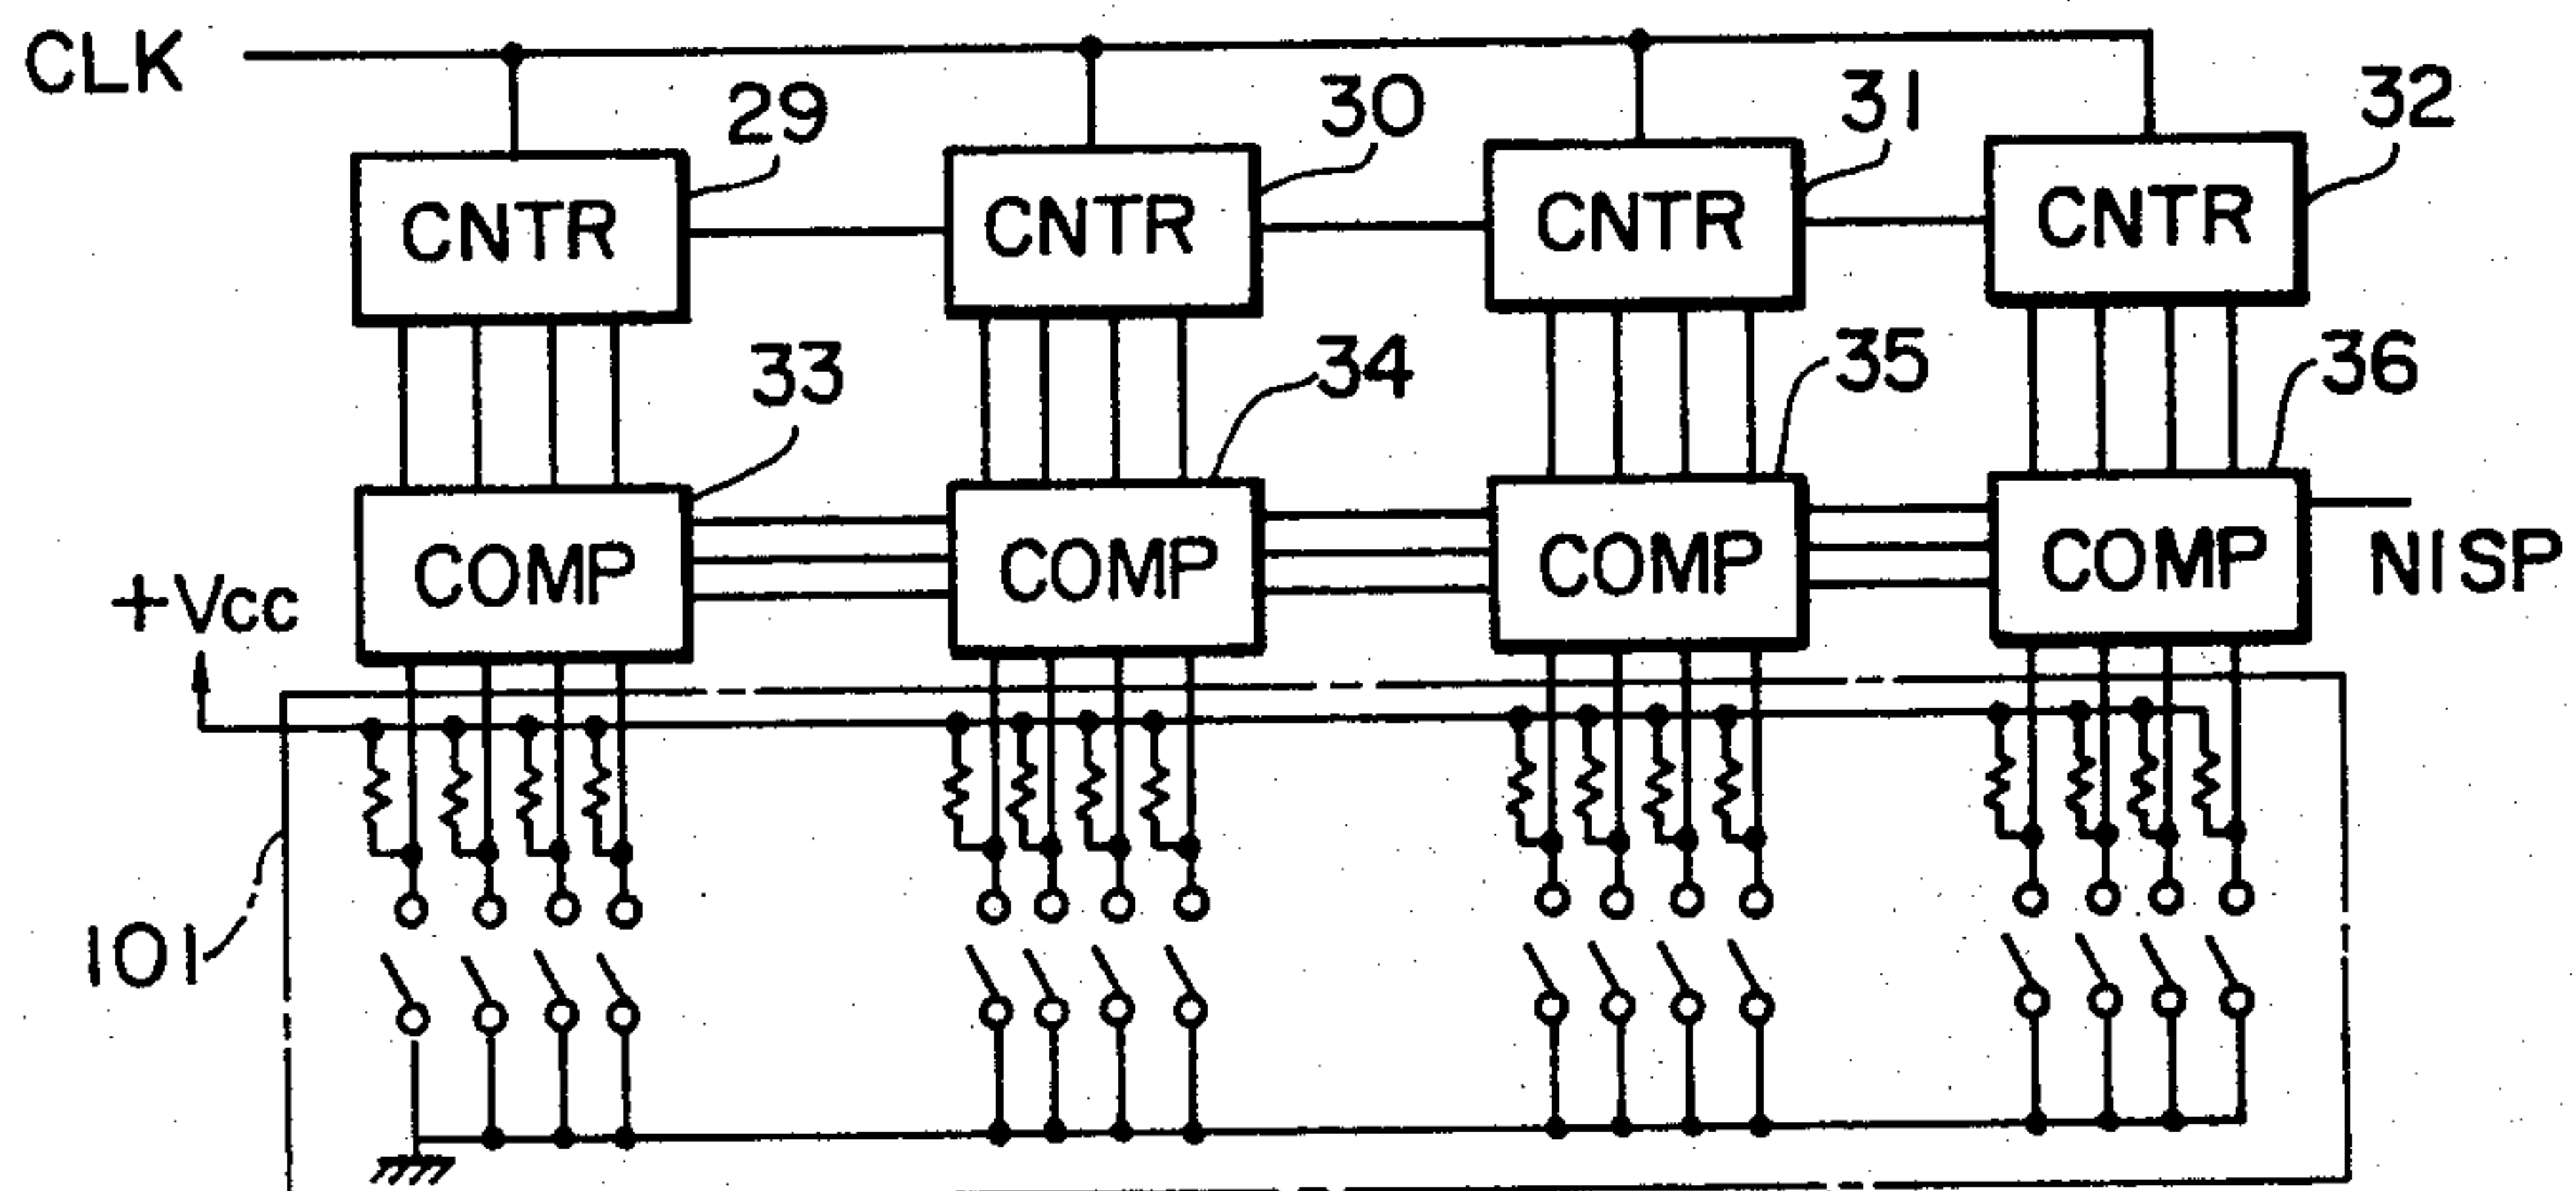 CLK
29
30
31
32
CNTR
CNTR
CNTR
CNTR
33
34
35
36
COMP
COMP
COMP
COMP
NISP
+Vcc
101